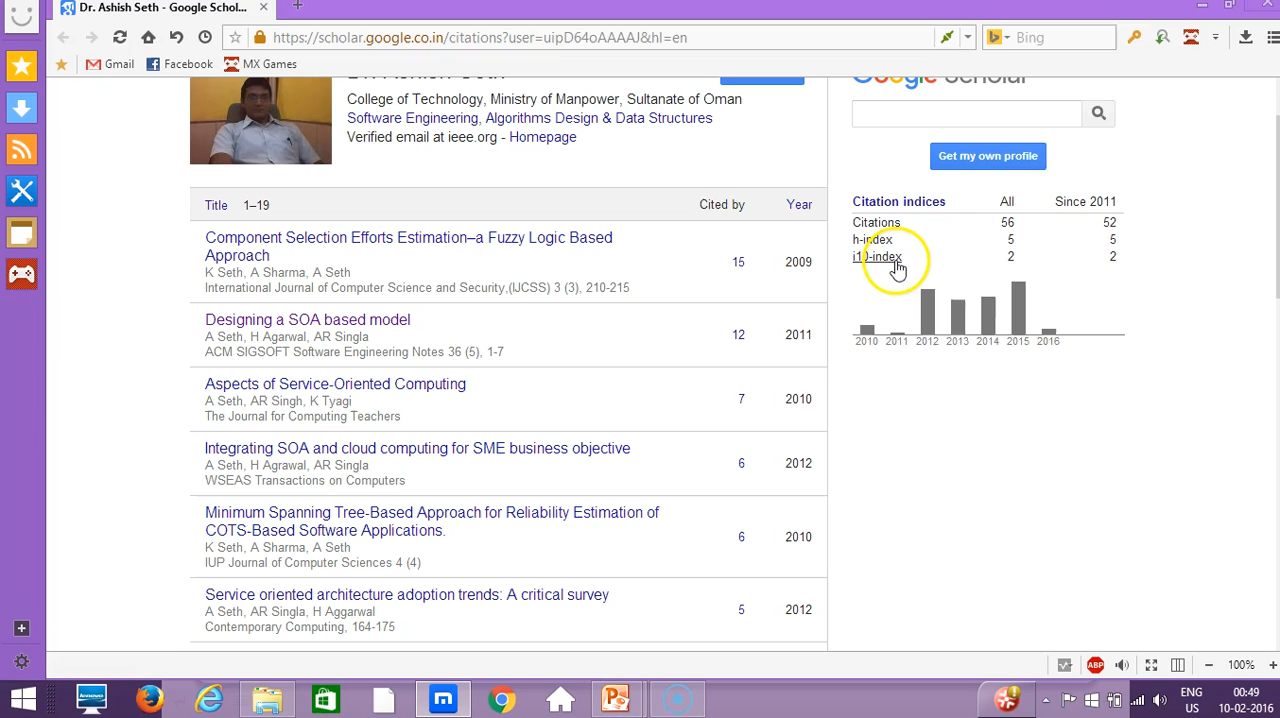 Dr. Ashish Seth - Google Schol...
https://scholar.google.co.in/citations?user=uipD64oAAAAJ&hl=en
Bing
Gmail
Facebook
MX Games
College of Technology, Ministry of Manpower, Sultanate of Oman
Software Engineering, Algorithms Design & Data Structures
Verified email at ieee.org - Homepage
Google Scholar
Get my own profile
Title 1–19 Cited by Year
Component Selection Efforts Estimation–a Fuzzy Logic Based
Approach
K Seth, A Sharma, A Seth
International Journal of Computer Science and Security,(IJCSS) 3 (3), 210-215
15 2009
Designing a SOA based model
A Seth, H Agarwal, AR Singla
ACM SIGSOFT Software Engineering Notes 36 (5), 1-7
12 2011
Aspects of Service-Oriented Computing
A Seth, AR Singh, K Tyagi
The Journal for Computing Teachers
7 2010
Integrating SOA and cloud computing for SME business objective
A Seth, H Agrawal, AR Singla
WSEAS Transactions on Computers
6 2012
Minimum Spanning Tree-Based Approach for Reliability Estimation of
COTS-Based Software Applications.
K Seth, A Sharma, A Seth
IUP Journal of Computer Sciences 4 (4)
6 2010
Service oriented architecture adoption trends: A critical survey
A Seth, AR Singla, H Aggarwal
Contemporary Computing, 164-175
5 2012
Citation indices All Since 2011
Citations 56 52
h-index 5 5
i10-index 2 2
2010 2011 2012 2013 2014 2015 2016
ABP
100%
lenovo
ENG
US
00:49
10-02-2016